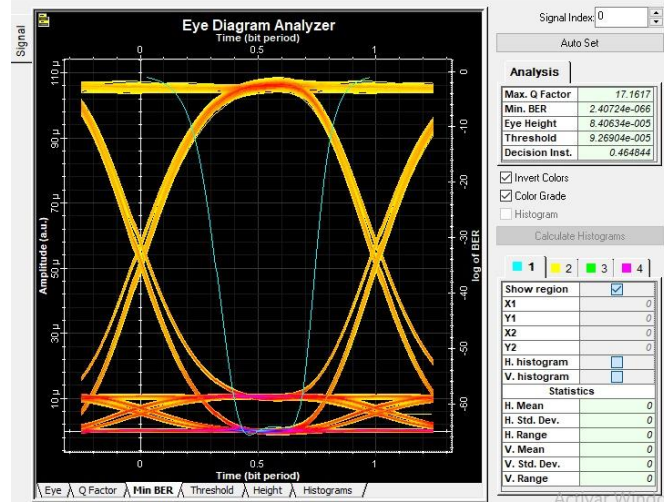 Signal
Eye Diagram Analyzer
Time (bit period)
0 0.5 1
110 µ
90 µ
70 µ
50 µ
30 µ
10 µ
Amplitude (a.u.)
0
-10
-20
-30
-40
-50
-60
log of BER
0 0.5 1
Time (bit period)
Eye Q Factor Min BER Threshold Height Histograms
Signal Index: 0
Auto Set
Analysis
Max. Q Factor 17.1617
Min. BER 2.40724e-066
Eye Height 8.40634e-005
Threshold 9.26904e-005
Decision Inst. 0.464844
Invert Colors
Color Grade
Histogram
Calculate Histograms
1 2 3 4
Show region
X1 0
Y1 0
X2 0
Y2 0
H. histogram
V. histogram
Statistics
H. Mean 0
H. Std. Dev. 0
H. Range 0
V. Mean 0
V. Std. Dev. 0
V. Range 0